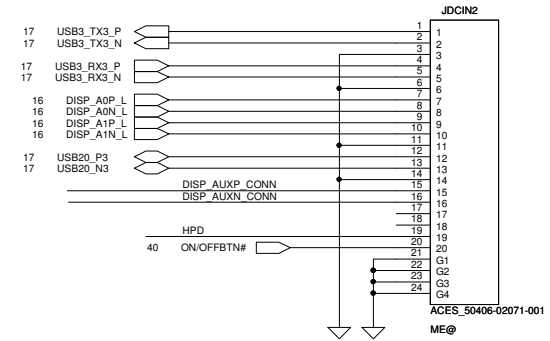 JDCIN2
17 USB3_TX3_P 1 1
17 USB3_TX3_N 2 2
3 3
17 USB3_RX3_P 4 4
17 USB3_RX3_N 5 5
6 6
16 DISP_A0P_L 7 7
16 DISP_A0N_L 8 8
16 DISP_A1P_L 9 9
16 DISP_A1N_L 10 10
11 11
17 USB20_P3 12 12
17 USB20_N3 13 13
14 14
DISP_AUXP_CONN 15 15
DISP_AUXN_CONN 16 16
17 17
18 18
HPD 19 19
40 ON/OFFBTN# 20 20
21 G1
22 G2
23 G3
24 G4
ACES_50406-02071-001
ME@